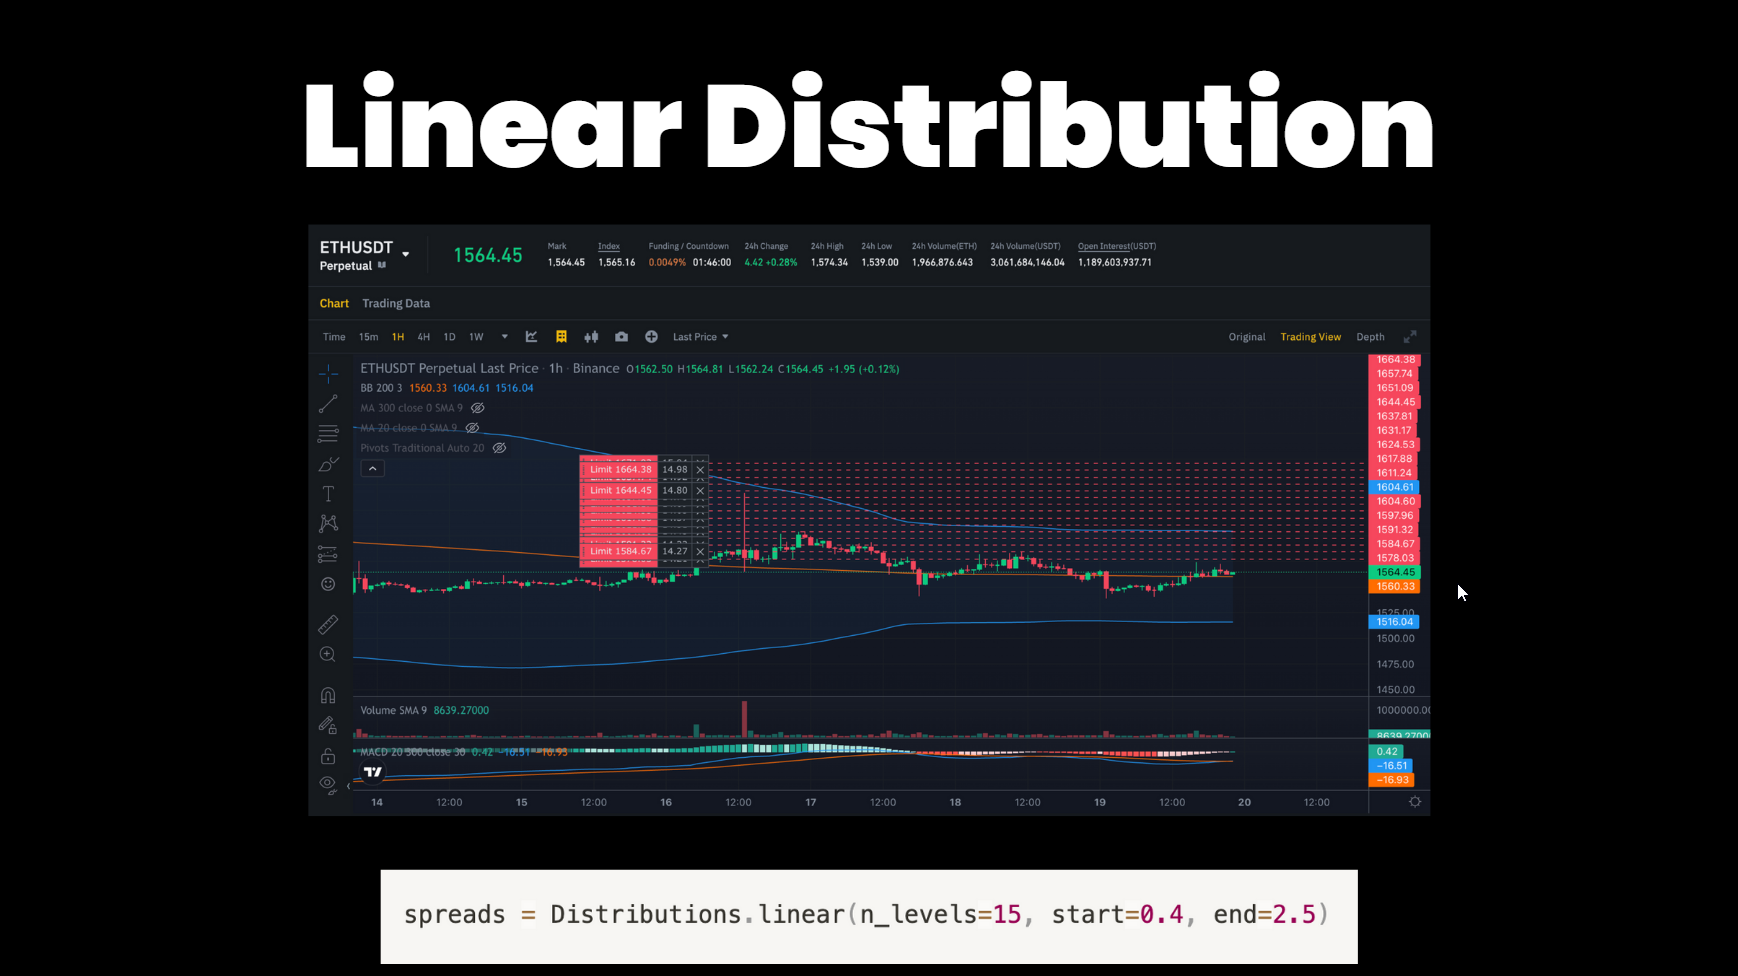 Linear Distribution
ETHUSDT
Perpetual
1564.45
Mark
1,564.45
Index
1,565.16
Funding / Countdown
0.0049% 01:46:00
24h Change
4.42 +0.28%
24h High
1,574.34
24h Low
1,539.00
24h Volume(ETH)
1,966,876.643
24h Volume(USDT)
3,061,684,146.04
Open Interest(USDT)
1,189,603,937.71
Chart Trading Data
Time 15m 1H 4H 1D 1W Last Price Original Trading View Depth
ETHUSDT Perpetual Last Price · 1h · Binance O1562.50 H1564.81 L1562.24 C1564.45 +1.95 (+0.12%)
BB 200 3 1560.33 1604.61 1516.04
MA 300 close 0 SMA 9
MA 20 close 0 SMA 9
Pivots Traditional Auto 20
Limit 1664.38 14.98
Limit 1644.45 14.80
Limit 1584.67 14.27
1664.38
1657.74
1651.09
1644.45
1637.81
1631.17
1624.53
1617.88
1611.24
1604.61
1604.60
1597.96
1591.32
1584.67
1578.03
1564.45
1560.33
1525.00
1516.04
1500.00
1475.00
1450.00
Volume SMA 9 8639.27000
1000000.00
8639.27000
MACD 20 300 close 30 0.42 −16.51 −16.93
0.42
−16.51
−16.93
14 12:00 15 12:00 16 12:00 17 12:00 18 12:00 19 12:00 20 12:00
spreads = Distributions.linear(n_levels=15, start=0.4, end=2.5)